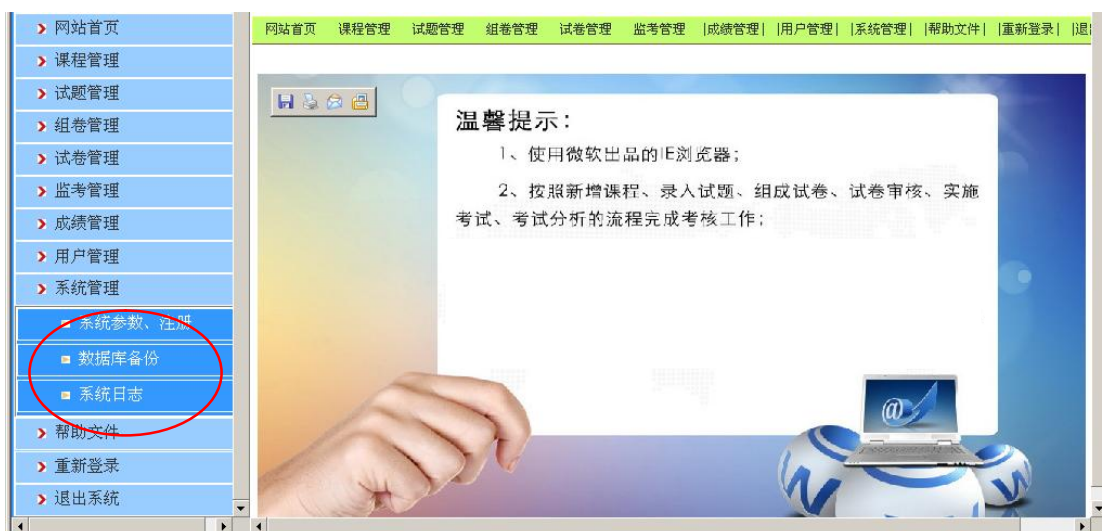 网站首页
课程管理
试题管理
组卷管理
试卷管理
监考管理
成绩管理
用户管理
系统管理
系统参数、注册
数据库备份
系统日志
帮助文件
重新登录
退出系统
网站首页 课程管理 试题管理 组卷管理 试卷管理 监考管理 |成绩管理| |用户管理| |系统管理| |帮助文件| |重新登录| |退
温馨提示：
1、使用微软出品的IE浏览器；
2、按照新增课程、录入试题、组成试卷、试卷审核、实施
考试、考试分析的流程完成考核工作；
@
W
W